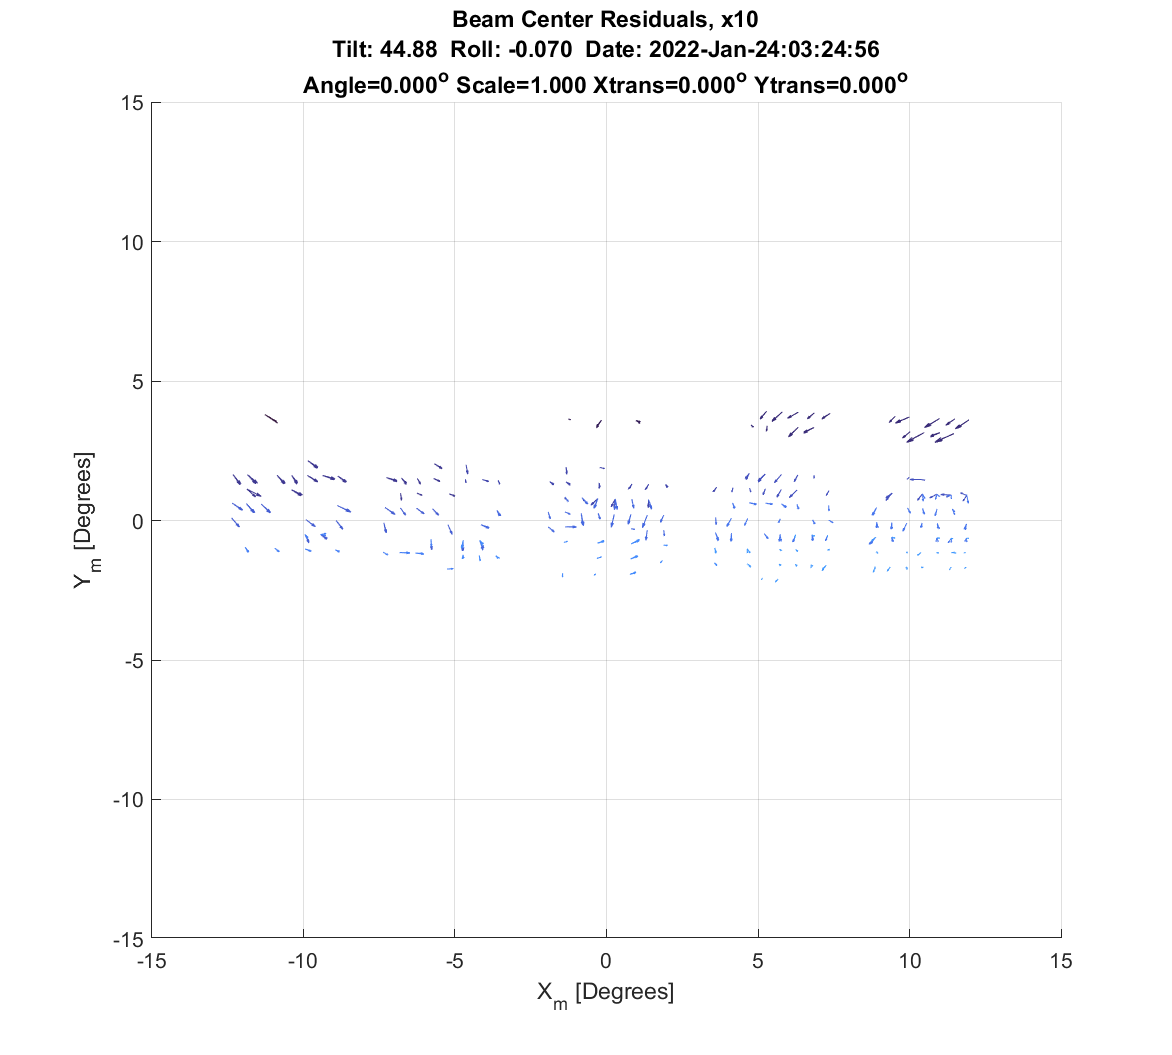 Beam Center Residuals, x10
Tilt: 44.88 Roll: -0.070 Date: 2022-Jan-24:03:24:56
Angle=0.000° Scale=1.000 Xtrans=0.000° Ytrans=0.000°
15
10
5
0
-5
-10
-15
Y_m [Degrees]
-15 -10 -5 0 5 10 15
X_m [Degrees]